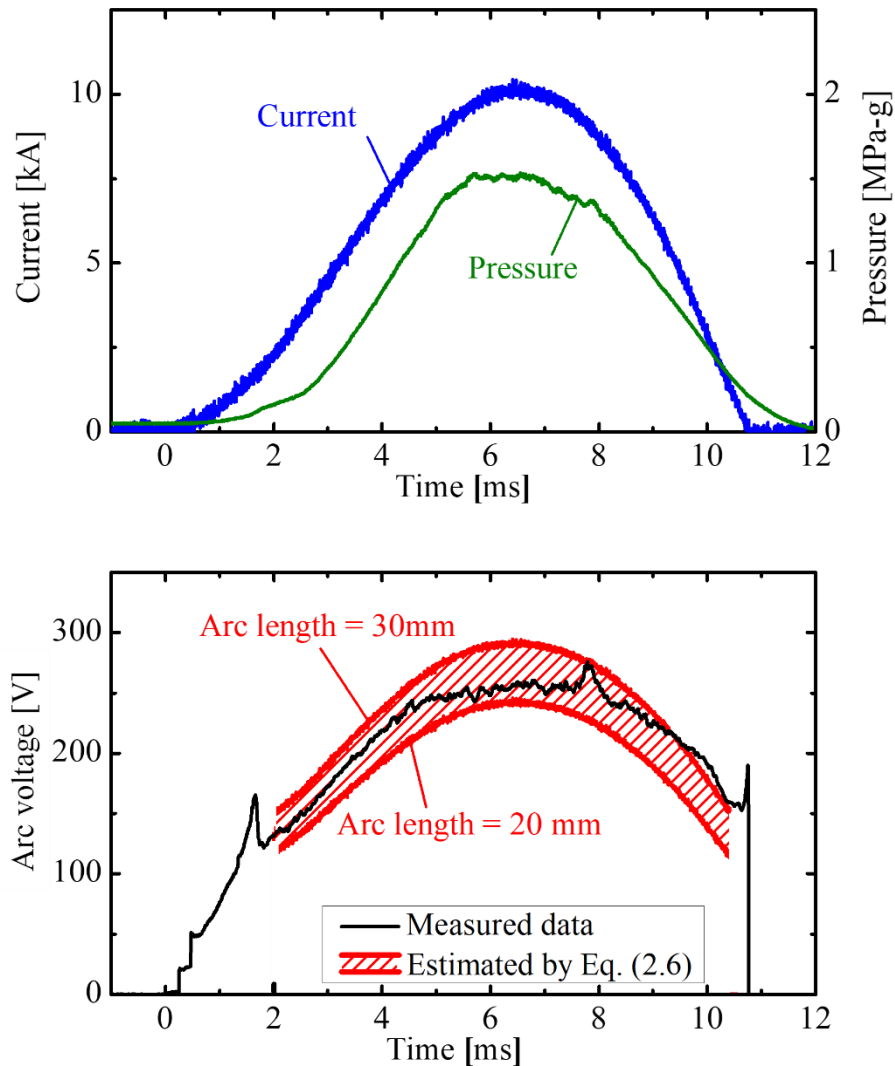 Current [kA]
10
5
0
Current
Pressure
Pressure [MPa-g]
2
1
0
0 2 4 6 8 10 12
Time [ms]
Arc voltage [V]
300
200
100
0
Arc length = 30mm
Arc length = 20 mm
Measured data
Estimated by Eq. (2.6)
0 2 4 6 8 10 12
Time [ms]